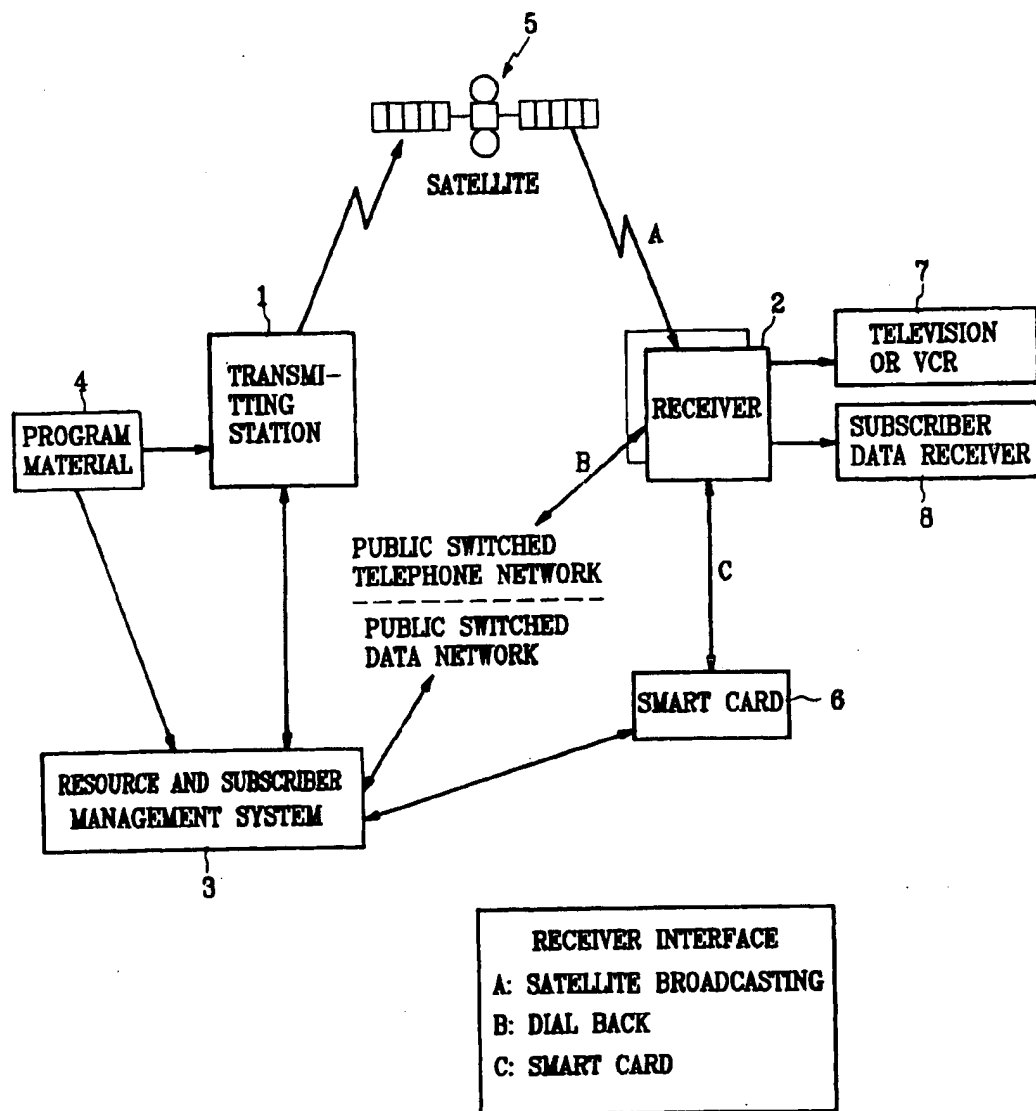 5
SATELLITE
A
1
TRANSMI-
TTING
STATION
2
RECEIVER
7
TELEVISION
OR VCR
4
PROGRAM
MATERIAL
SUBSCRIBER
DATA RECEIVER
8
B
PUBLIC SWITCHED
TELEPHONE NETWORK
PUBLIC SWITCHED
DATA NETWORK
C
SMART CARD
6
RESOURCE AND SUBSCRIBER
MANAGEMENT SYSTEM
3
RECEIVER INTERFACE
A: SATELLITE BROADCASTING
B: DIAL BACK
C: SMART CARD